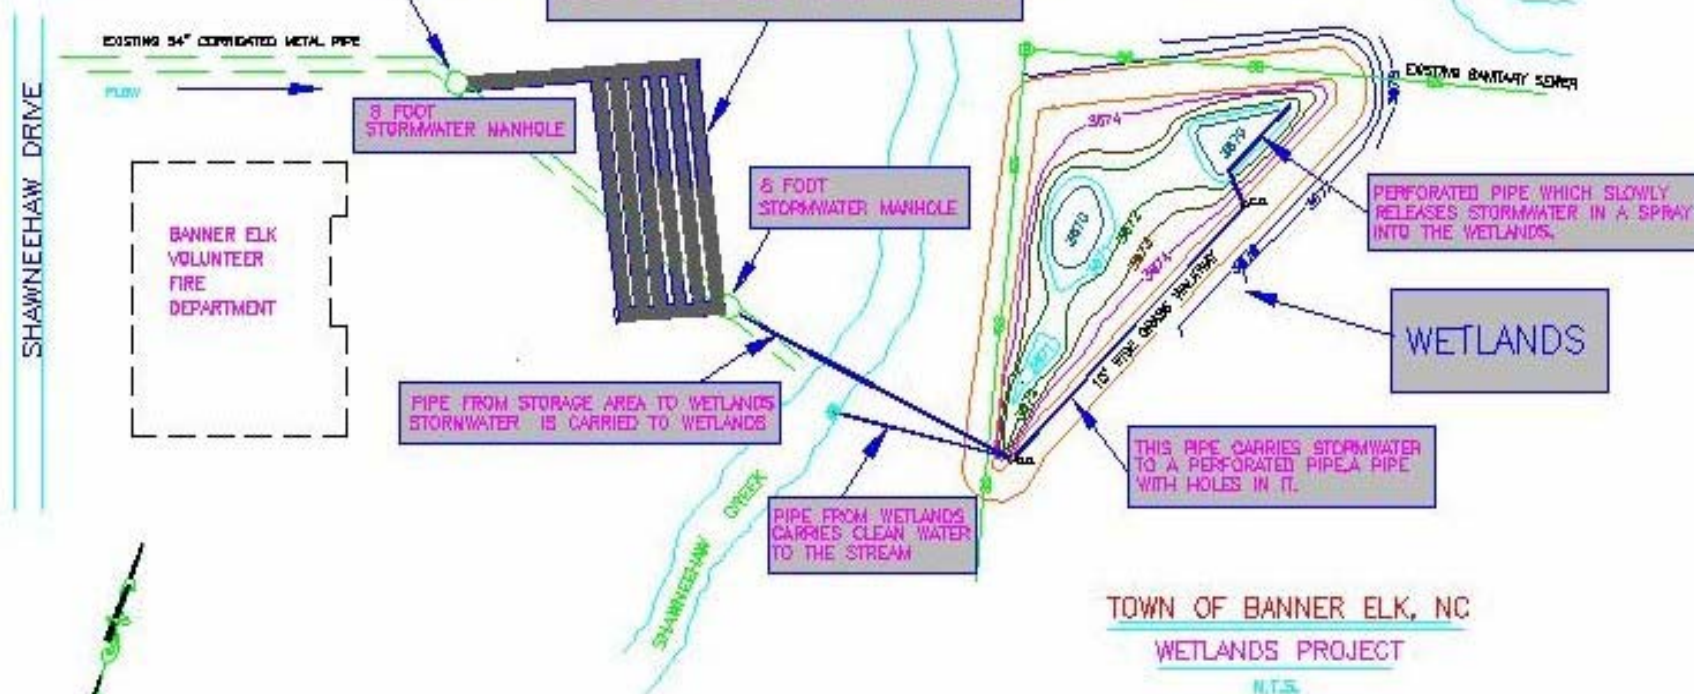 EXISTING 54" CORRIGATED METAL PIPE
FLOW
SHAWNEEHAW DRIVE
8 FOOT
STORMWATER MANHOLE
BANNER ELK
VOLUNTEER
FIRE
DEPARTMENT
8 FOOT
STORMWATER MANHOLE
EXISTING SANITARY SEWER
3674
3670
3670
3672
3673
3674
PERFORATED PIPE WHICH SLOWLY
RELEASES STORMWATER IN A SPRAY
INTO THE WETLANDS.
WETLANDS
10' WIDE GRASS WALKWAY
PIPE FROM STORAGE AREA TO WETLANDS
STORMWATER IS CARRIED TO WETLANDS
THIS PIPE CARRIES STORMWATER
TO A PERFORATED PIPE,A PIPE
WITH HOLES IN IT.
PIPE FROM WETLANDS
CARRIES CLEAN WATER
TO THE STREAM
SHAWNEEHAW CREEK
TOWN OF BANNER ELK, NC
WETLANDS PROJECT
N.T.S.